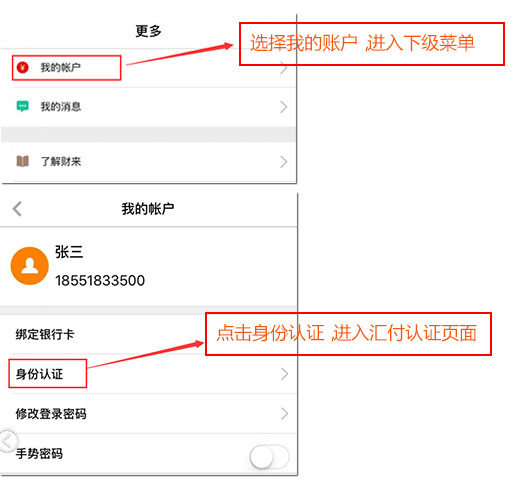 更多
选择我的账户 ,进入下级菜单
我的帐户
我的消息
了解财来
我的帐户
张三
18551833500
绑定银行卡
点击身份认证 ,进入汇付认证页面
身份认证
修改登录密码
手势密码